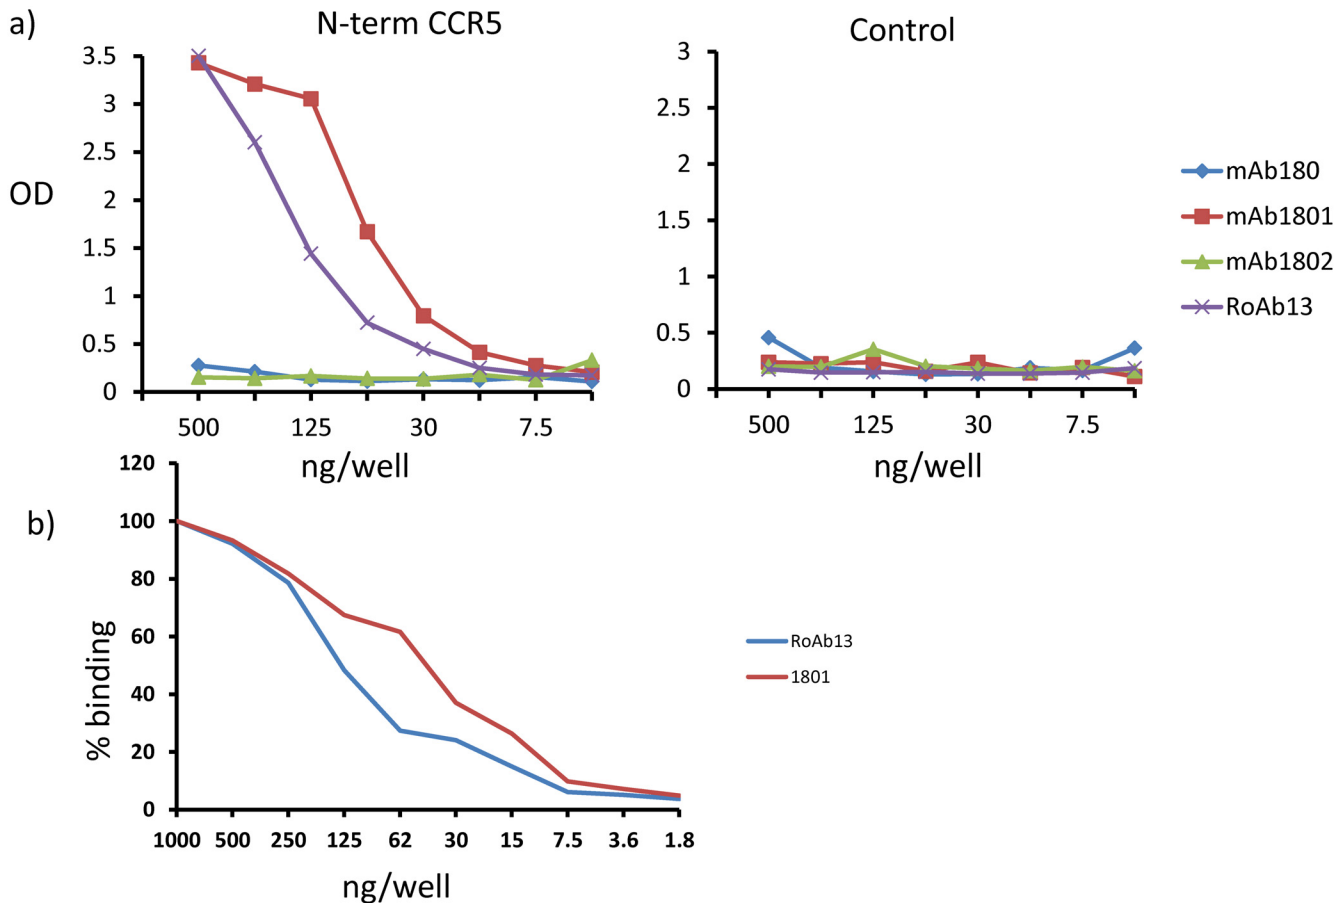 a)
N-term CCR5
3.5
3
2.5
2
1.5
1
0.5
0
OD
500 125 30 7.5
ng/well
Control
3
2.5
2
1.5
1
0.5
0
500 125 30 7.5
ng/well
mAb180
mAb1801
mAb1802
RoAb13
b)
120
100
80
60
40
20
0
% binding
1000 500 250 125 62 30 15 7.5 3.6 1.8
ng/well
RoAb13
1801